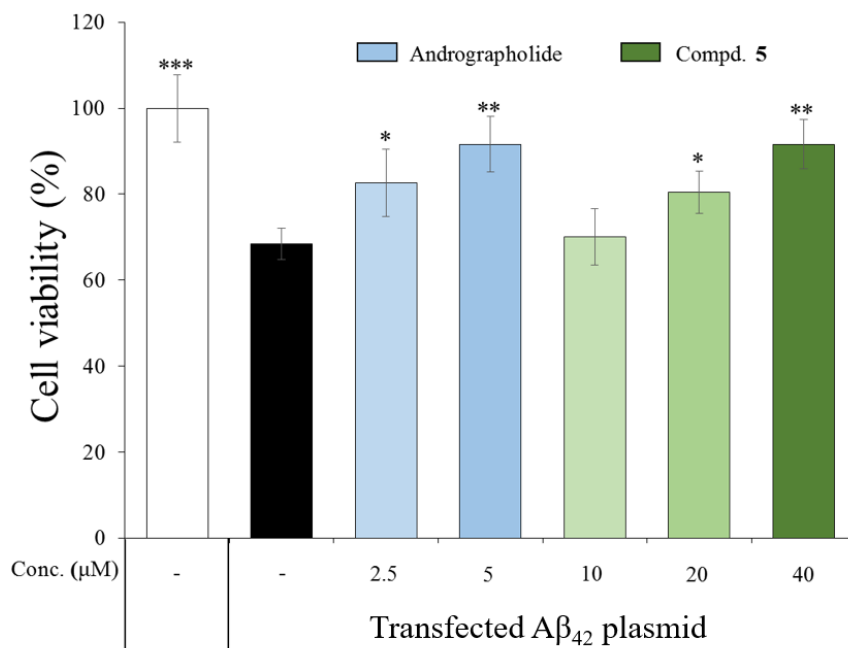 Cell viability (%)
120
100
80
60
40
20
0
Andrographolide
Compd. 5
***
*
**
*
**
Conc. (μM)
- - 2.5 5 10 20 40
Transfected Aβ₄₂ plasmid